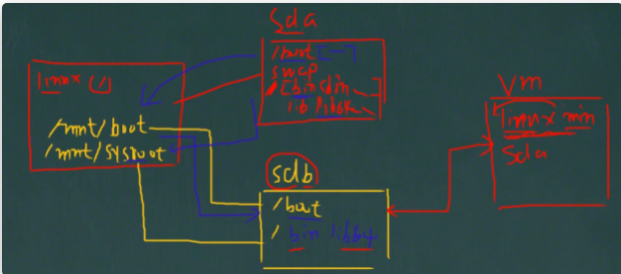 sda
/boot [~~]
swap
/ [bin sbin
lib
linux (/)
/mnt/boot
/mnt/sysroot
sdb
/boot
/ bin lib64
vm
linux min
sda